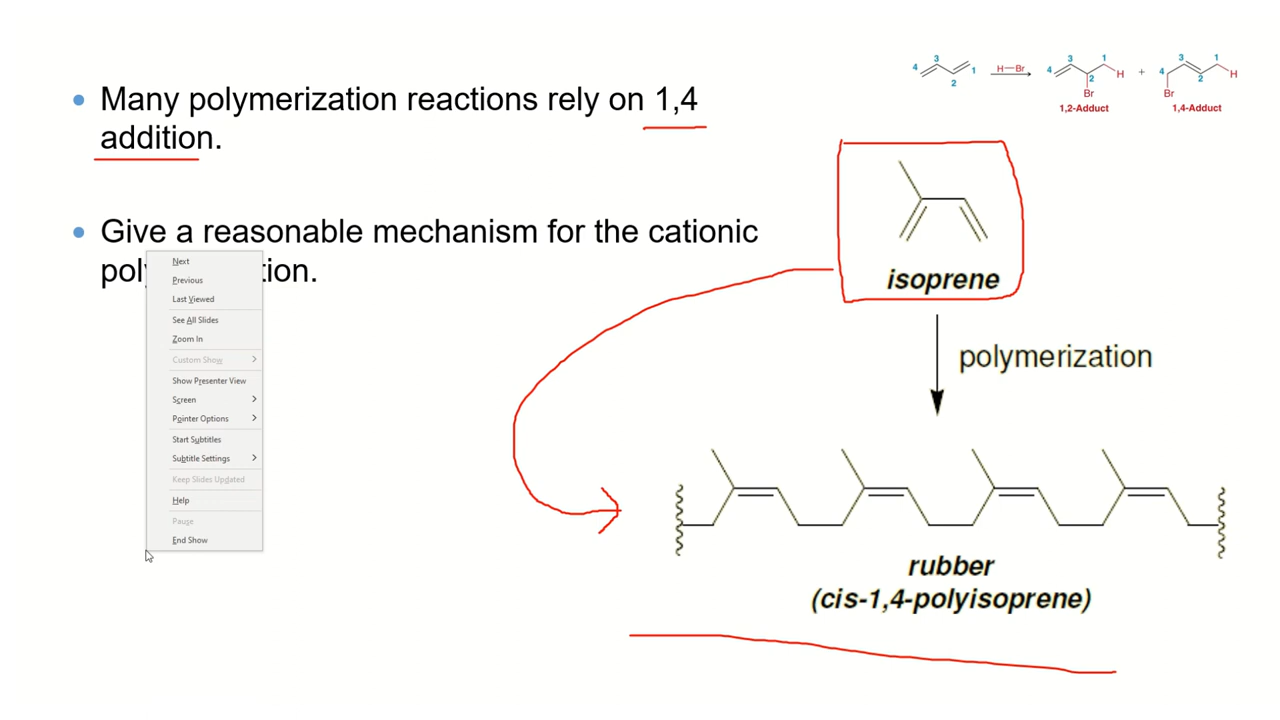 • Many polymerization reactions rely on 1,4
addition.
• Give a reasonable mechanism for the cationic
pol tion.
Next
Previous
Last Viewed
See All Slides
Zoom In
Custom Show
Show Presenter View
Screen
Pointer Options
Start Subtitles
Subtitle Settings
Keep Slides Updated
Help
Pause
End Show
4 3 2 1
H—Br
4 3 2 1 H
Br
1,2-Adduct
+
4 3 2 1 H
Br
1,4-Adduct
isoprene
polymerization
rubber
(cis-1,4-polyisoprene)